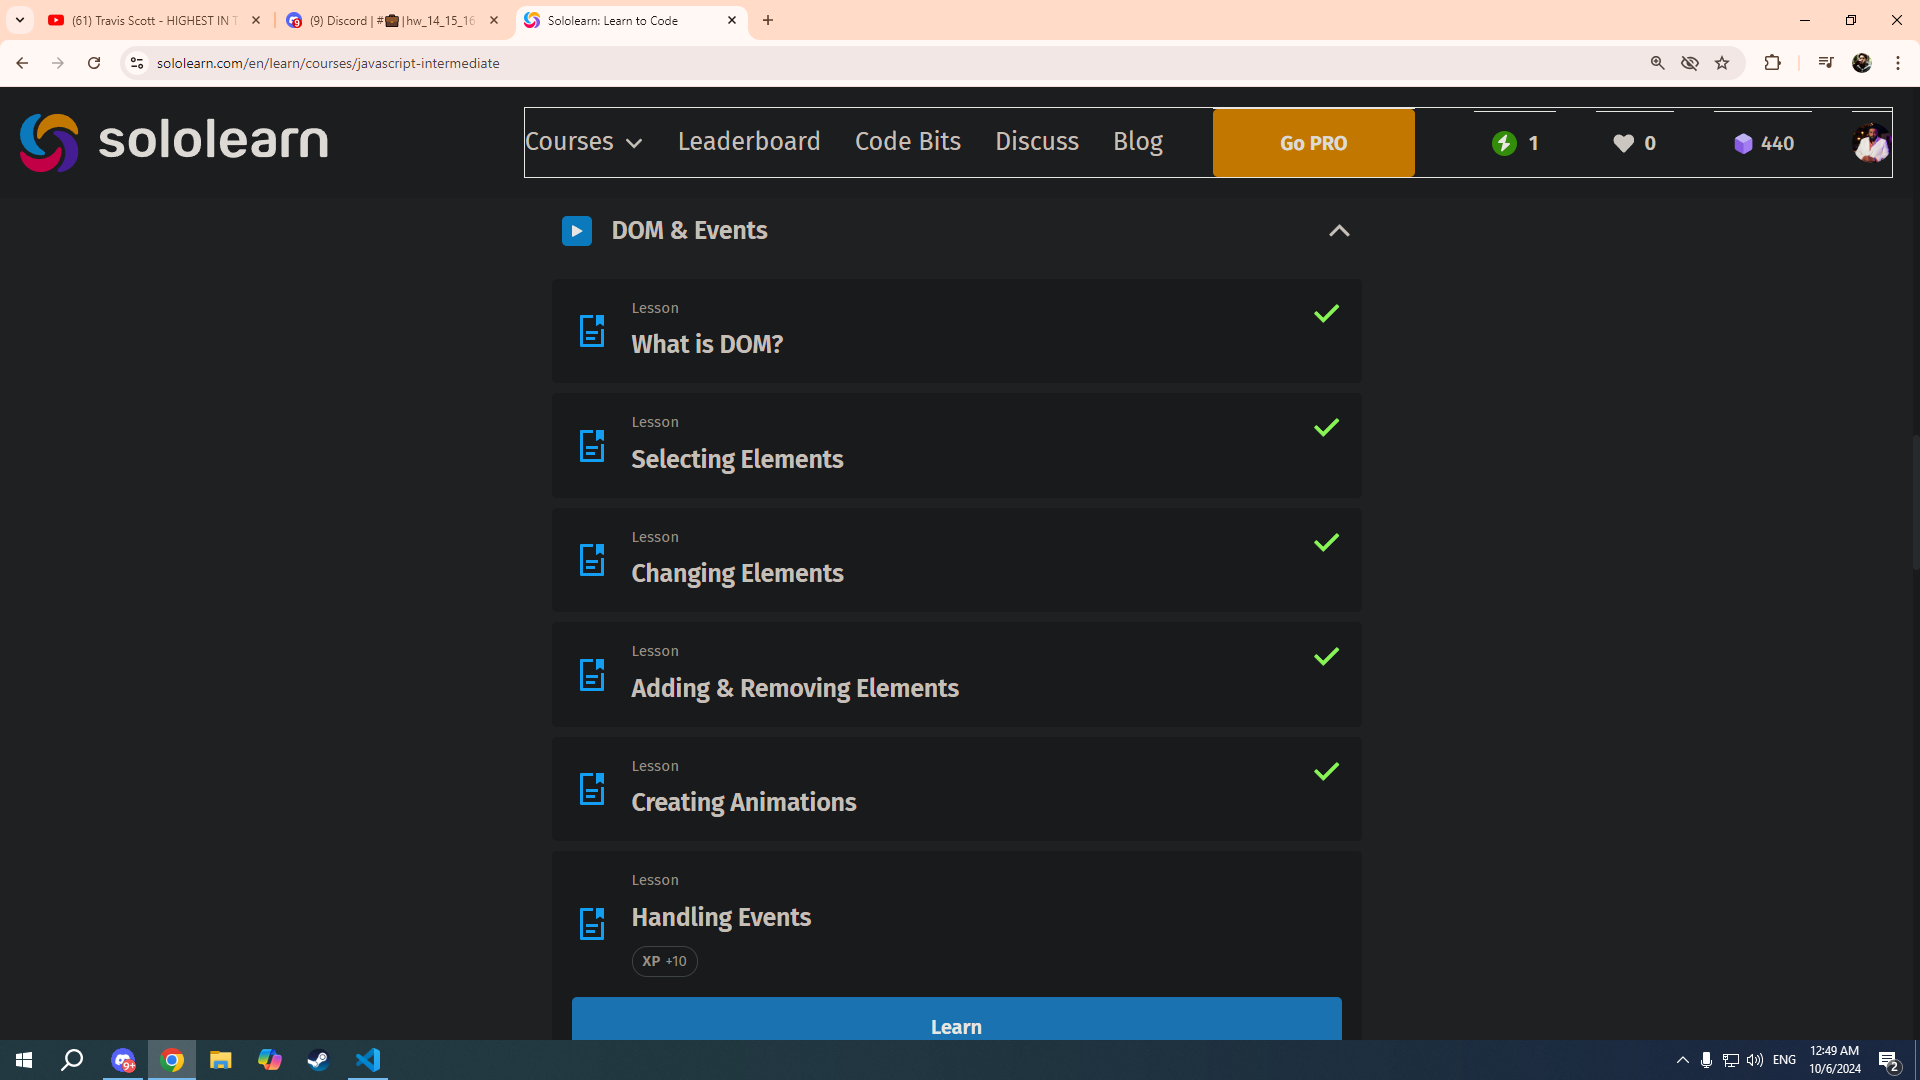 (61) Travis Scott - HIGHEST IN T
(9) Discord | #💼|hw_14_15_16
Sololearn: Learn to Code
sololearn.com/en/learn/courses/javascript-intermediate
sololearn
Courses
Leaderboard
Code Bits
Discuss
Blog
Go PRO
1
0
440
DOM & Events
Lesson
What is DOM?
Lesson
Selecting Elements
Lesson
Changing Elements
Lesson
Adding & Removing Elements
Lesson
Creating Animations
Lesson
Handling Events
XP +10
Learn
9+
ENG
12:49 AM
10/6/2024
2